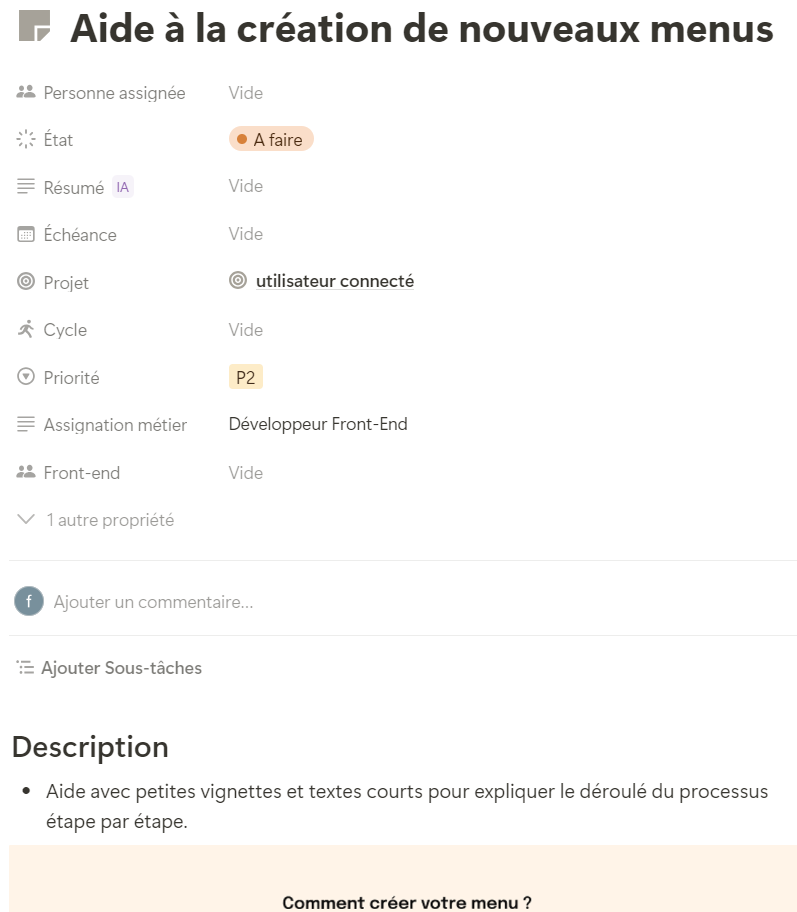 Aide à la création de nouveaux menus
Personne assignée Vide
État A faire
Résumé IA Vide
Échéance Vide
Projet utilisateur connecté
Cycle Vide
Priorité P2
Assignation métier Développeur Front-End
Front-end Vide
1 autre propriété
f Ajouter un commentaire...
Ajouter Sous-tâches
Description
• Aide avec petites vignettes et textes courts pour expliquer le déroulé du processus
étape par étape.
Comment créer votre menu ?